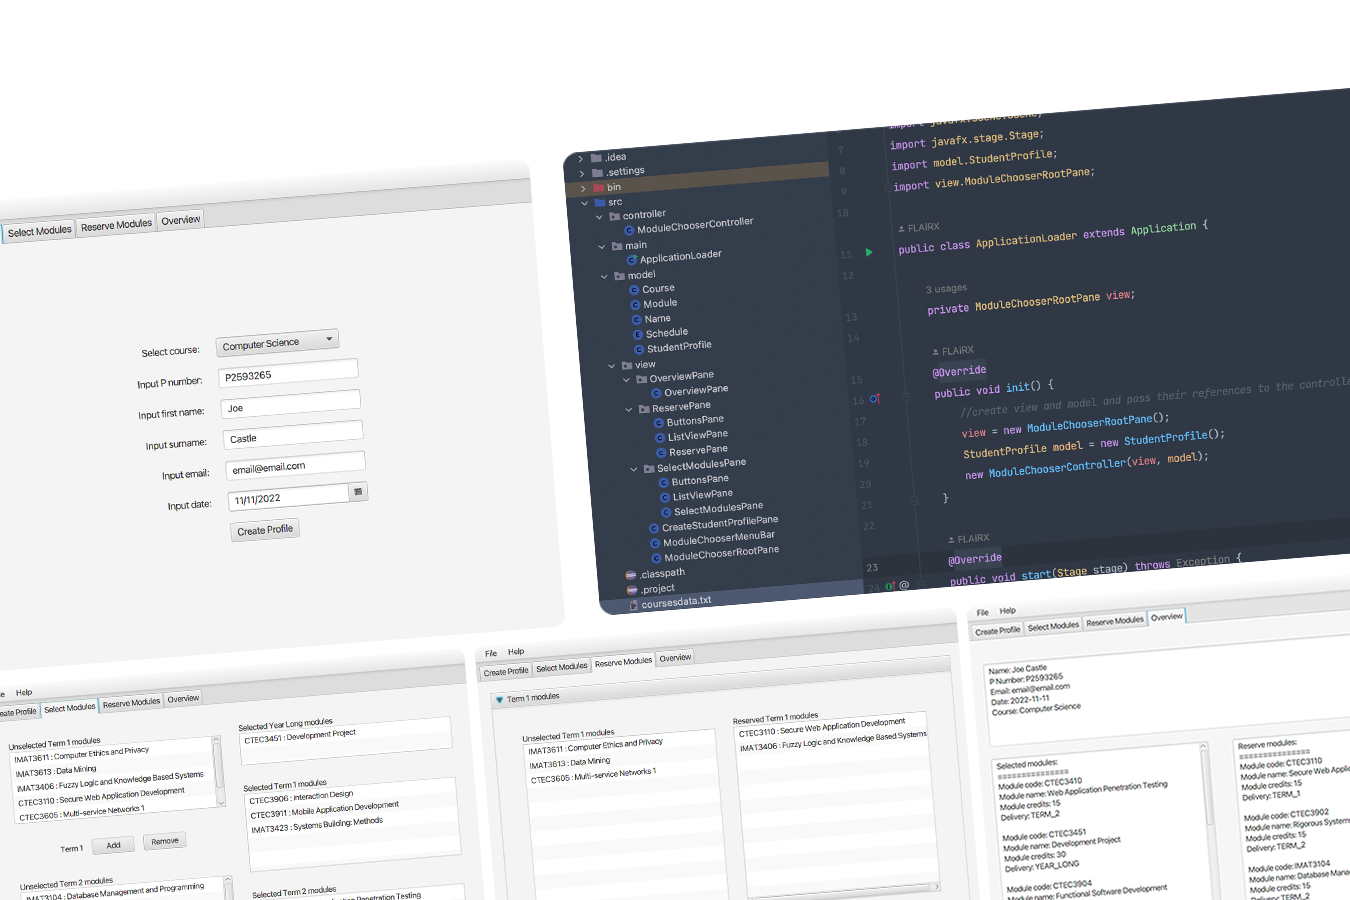 Select Modules
Reserve Modules
Overview
Select course:
Computer Science
Input P number:
P2593265
Input first name:
Joe
Input surname:
Castle
Input email:
email@email.com
Input date:
11/11/2022
Create Profile
.idea
.settings
bin
src
controller
ModuleChooserController
main
ApplicationLoader
model
Course
Module
Name
Schedule
StudentProfile
view
OverviewPane
OverviewPane
ReservePane
ButtonsPane
ListViewPane
ReservePane
SelectModulesPane
ButtonsPane
ListViewPane
SelectModulesPane
CreateStudentProfilePane
ModuleChooserMenuBar
ModuleChooserRootPane
.classpath
.project
coursesdata.txt
7 import javafx.stage.Stage;
8 import model.StudentProfile;
9 import view.ModuleChooserRootPane;
10
FLAiRX
11 public class ApplicationLoader extends Application {
12
3 usages
13 private ModuleChooserRootPane view;
14
FLAiRX
15 @Override
16 public void init() {
17 //create view and model and pass their references to the controlle
18 view = new ModuleChooserRootPane();
19 StudentProfile model = new StudentProfile();
20 new ModuleChooserController(view, model);
21 }
22
FLAiRX
23 @Override
24 @ public void start(Stage stage) throws Exception {
Help
eate Profile
Select Modules
Reserve Modules
Overview
Unselected Term 1 modules
IMAT3611 : Computer Ethics and Privacy
IMAT3613 : Data Mining
IMAT3406 : Fuzzy Logic and Knowledge Based Systems
CTEC3110 : Secure Web Application Development
CTEC3605 : Multi-service Networks 1
Term 1
Add
Remove
Unselected Term 2 modules
IMAT3104 : Database Management and Programming
Selected Year Long modules
CTEC3451 : Development Project
Selected Term 1 modules
CTEC3906 : Interaction Design
CTEC3911 : Mobile Application Development
IMAT3423 : Systems Building: Methods
Selected Term 2 modules
Penetration Testing
File
Help
Create Profile
Select Modules
Reserve Modules
Overview
Term 1 modules
Unselected Term 1 modules
IMAT3611 : Computer Ethics and Privacy
IMAT3613 : Data Mining
CTEC3605 : Multi-service Networks 1
Reserved Term 1 modules
CTEC3110 : Secure Web Application Development
IMAT3406 : Fuzzy Logic and Knowledge Based Systems
File
Help
Create Profile
Select Modules
Reserve Modules
Overview
Name: Joe Castle
P Number: P2593265
Email: email@email.com
Date: 2022-11-11
Course: Computer Science
Selected modules:
===============
Module code: CTEC3410
Module name: Web Application Penetration Testing
Module credits: 15
Delivery: TERM_2
Module code: CTEC3451
Module name: Development Project
Module credits: 30
Delivery: YEAR_LONG
Module code: CTEC3904
Module name: Functional Software Development
Module credits: 15
Reserve modules:
===============
Module code: CTEC3110
Module name: Secure Web Applic
Module credits: 15
Delivery: TERM_1
Module code: CTEC3902
Module name: Rigorous Systems
Module credits: 15
Delivery: TERM_2
Module code: IMAT3104
Module name: Database Mana
Module credits: 15
Delivery: TERM_2